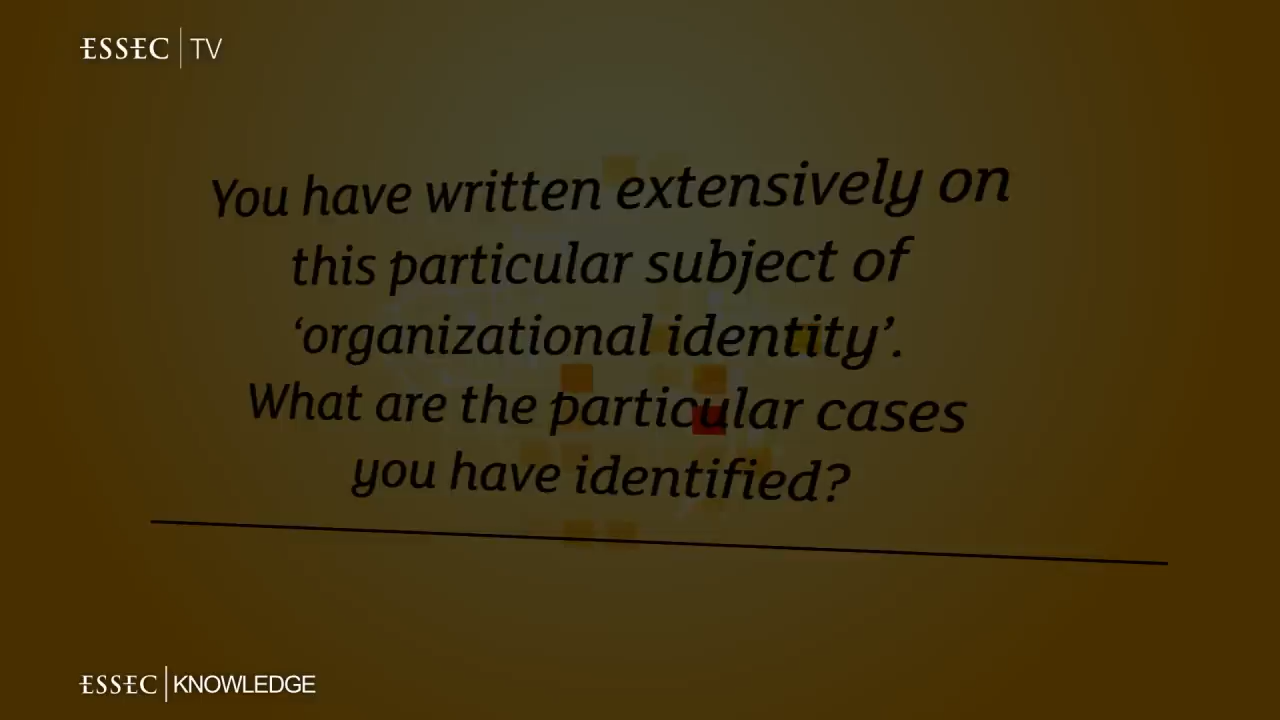 ESSEC | TV
You have written extensively on
this particular subject of
‘organizational identity’.
What are the particular cases
you have identified?
ESSEC | KNOWLEDGE